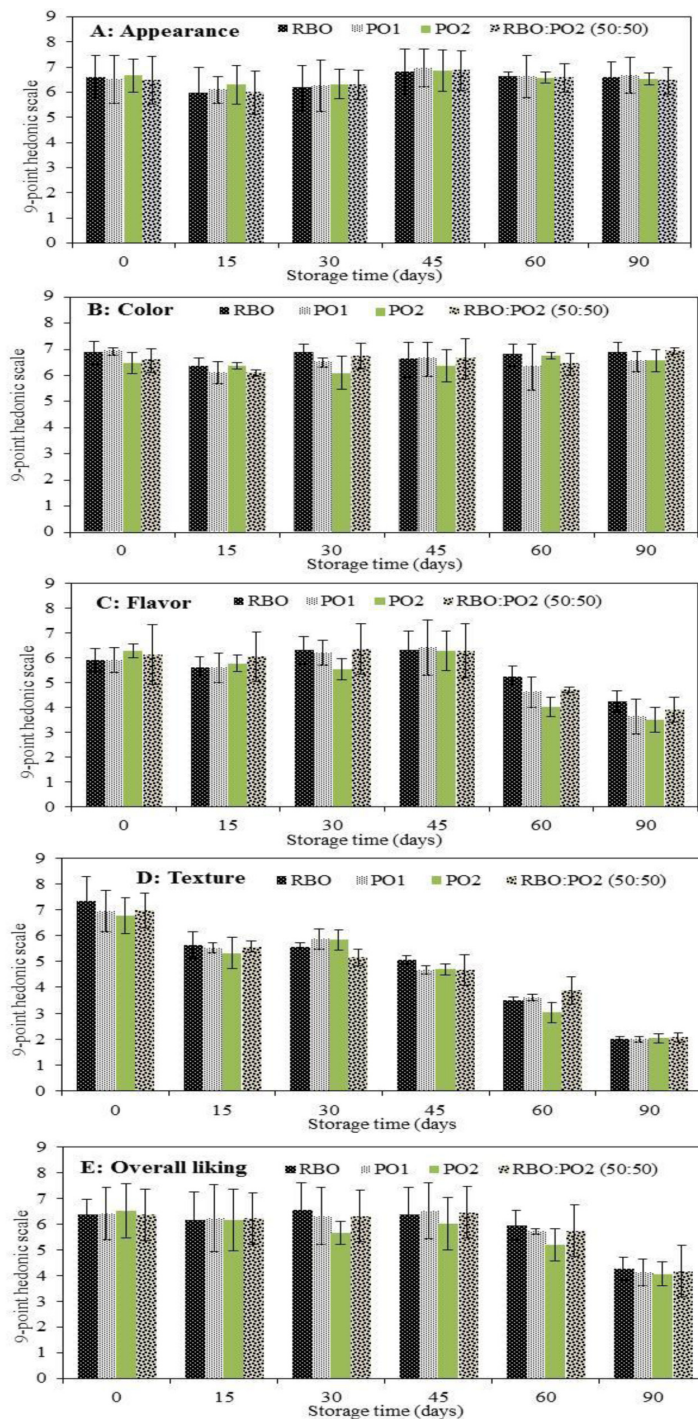 A: Appearance
RBO PO1 PO2 RBO:PO2 (50:50)
9-point hedonic scale
9
8
7
6
5
4
3
2
1
0
0 15 30 45 60 90
Storage time (days)
B: Color
RBO PO1 PO2 RBO:PO2 (50:50)
9-point hedonic scale
9
8
7
6
5
4
3
2
1
0
0 15 30 45 60 90
Storage time (days)
C: Flavor
RBO PO1 PO2 RBO:PO2 (50:50)
9-point hedonic scale
9
8
7
6
5
4
3
2
1
0
0 15 30 45 60 90
Storage time (days)
D: Texture
RBO PO1 PO2 RBO:PO2 (50:50)
9-point hedonic scale
9
8
7
6
5
4
3
2
1
0
0 15 30 45 60 90
Storage time (days
E: Overall liking
RBO PO1 PO2 RBO:PO2 (50:50)
9-point hedonic scale
9
8
7
6
5
4
3
2
1
0
0 15 30 45 60 90
Storage time (days)